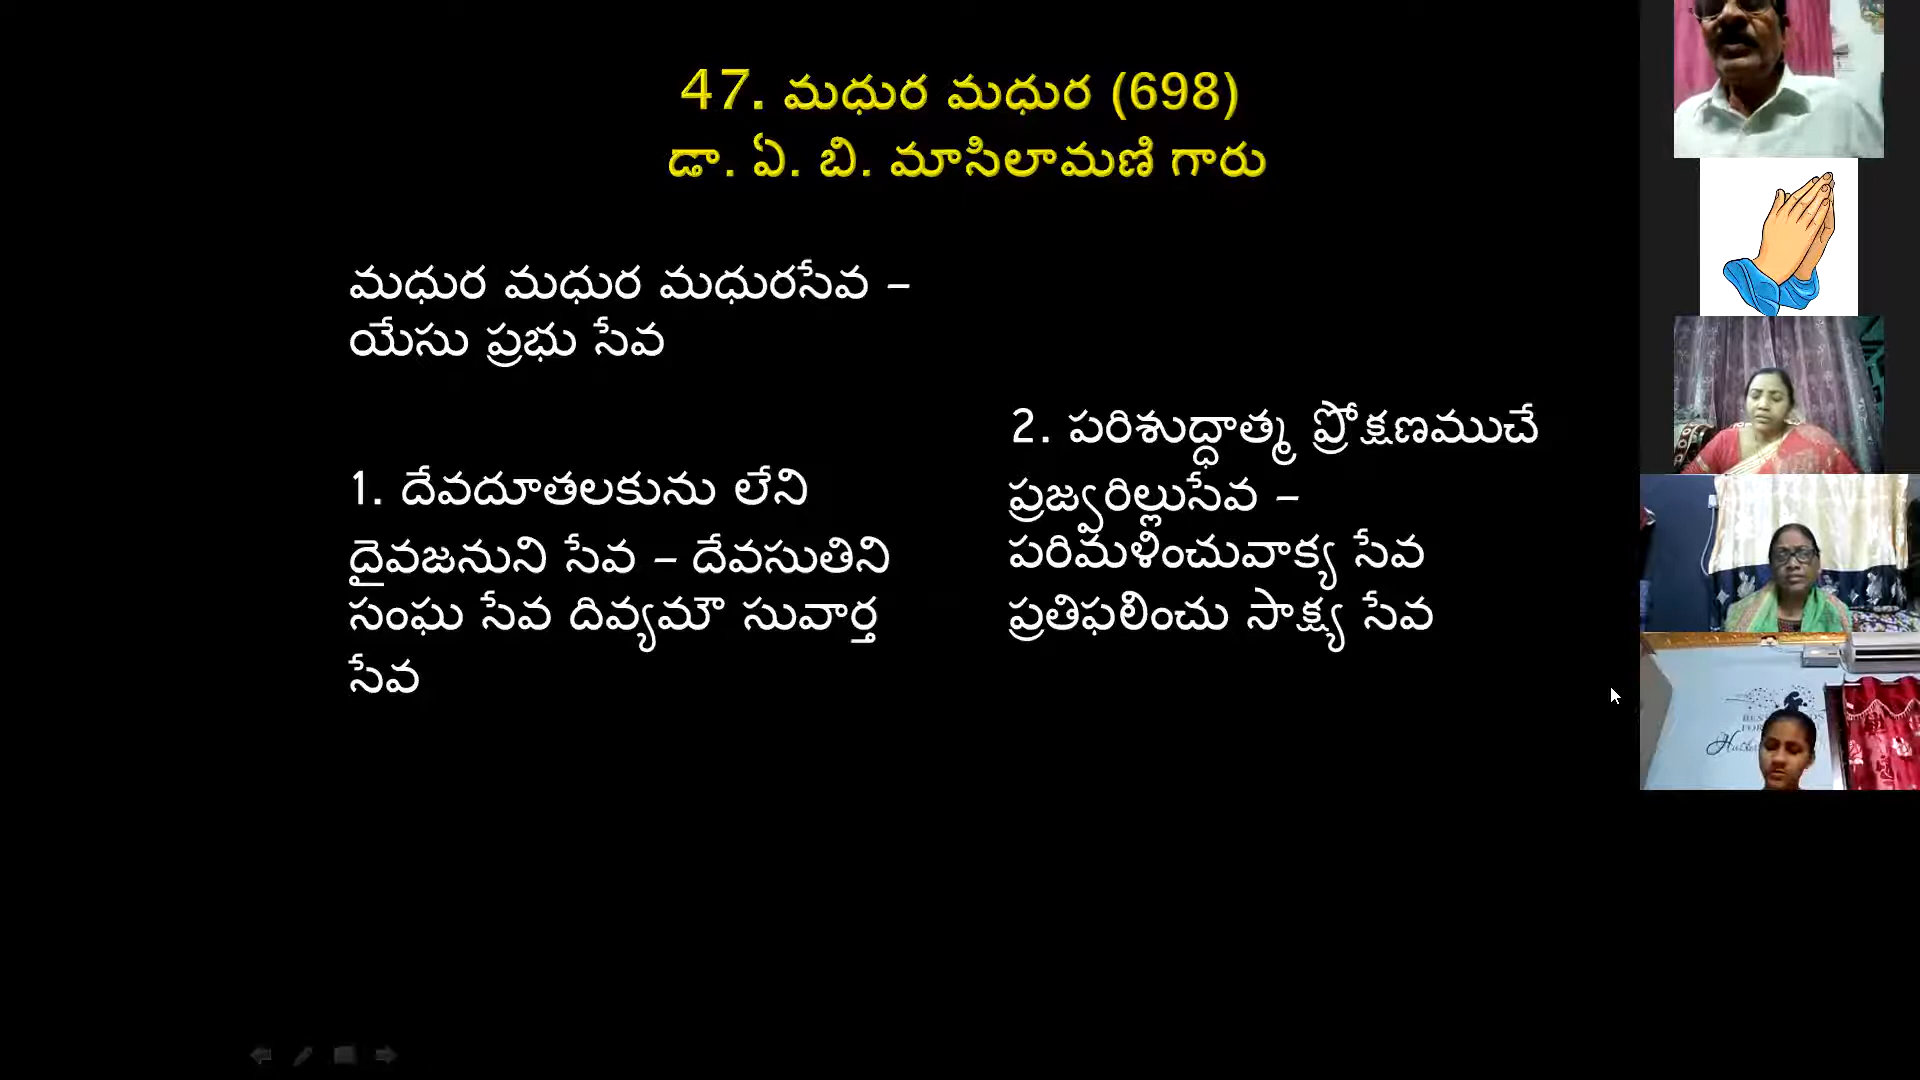 47. మధుర మధుర (698)
డా. ఏ. బి. మాసిలామణి గారు
మధుర మధుర మధురసేవ –
యేసు ప్రభు సేవ
1. దేవదూతలకును లేని
దైవజనుని సేవ – దేవసుతిని
సంఘ సేవ దివ్యమౌ సువార్త
సేవ
2. పరిశుద్ధాత్మ ప్రోక్షణముచే
ప్రజ్వరిల్లుసేవ –
పరిమళించువాక్య సేవ
ప్రతిఫలించు సాక్ష్య సేవ